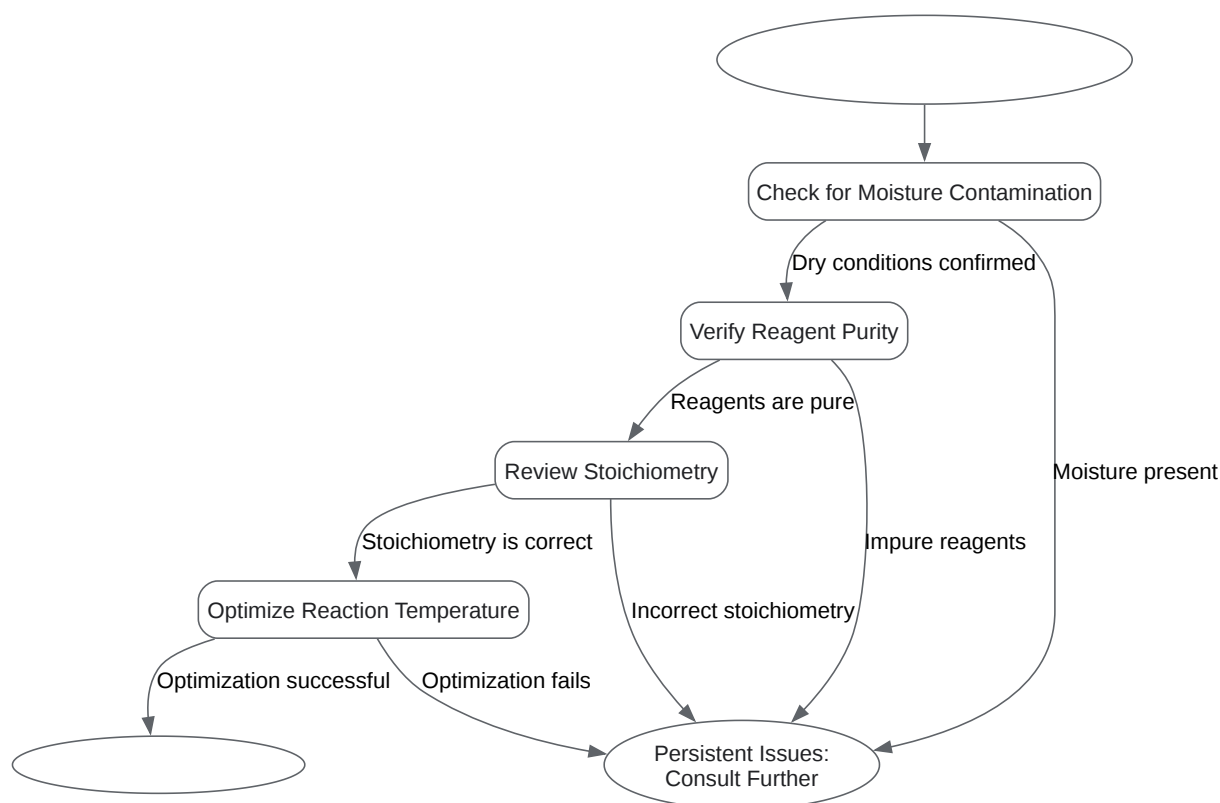 Check for Moisture Contamination
Dry conditions confirmed
Verify Reagent Purity
Reagents are pure
Review Stoichiometry
Moisture present
Stoichiometry is correct
Impure reagents
Optimize Reaction Temperature
Incorrect stoichiometry
Optimization successful
Optimization fails
Persistent Issues:
Consult Further